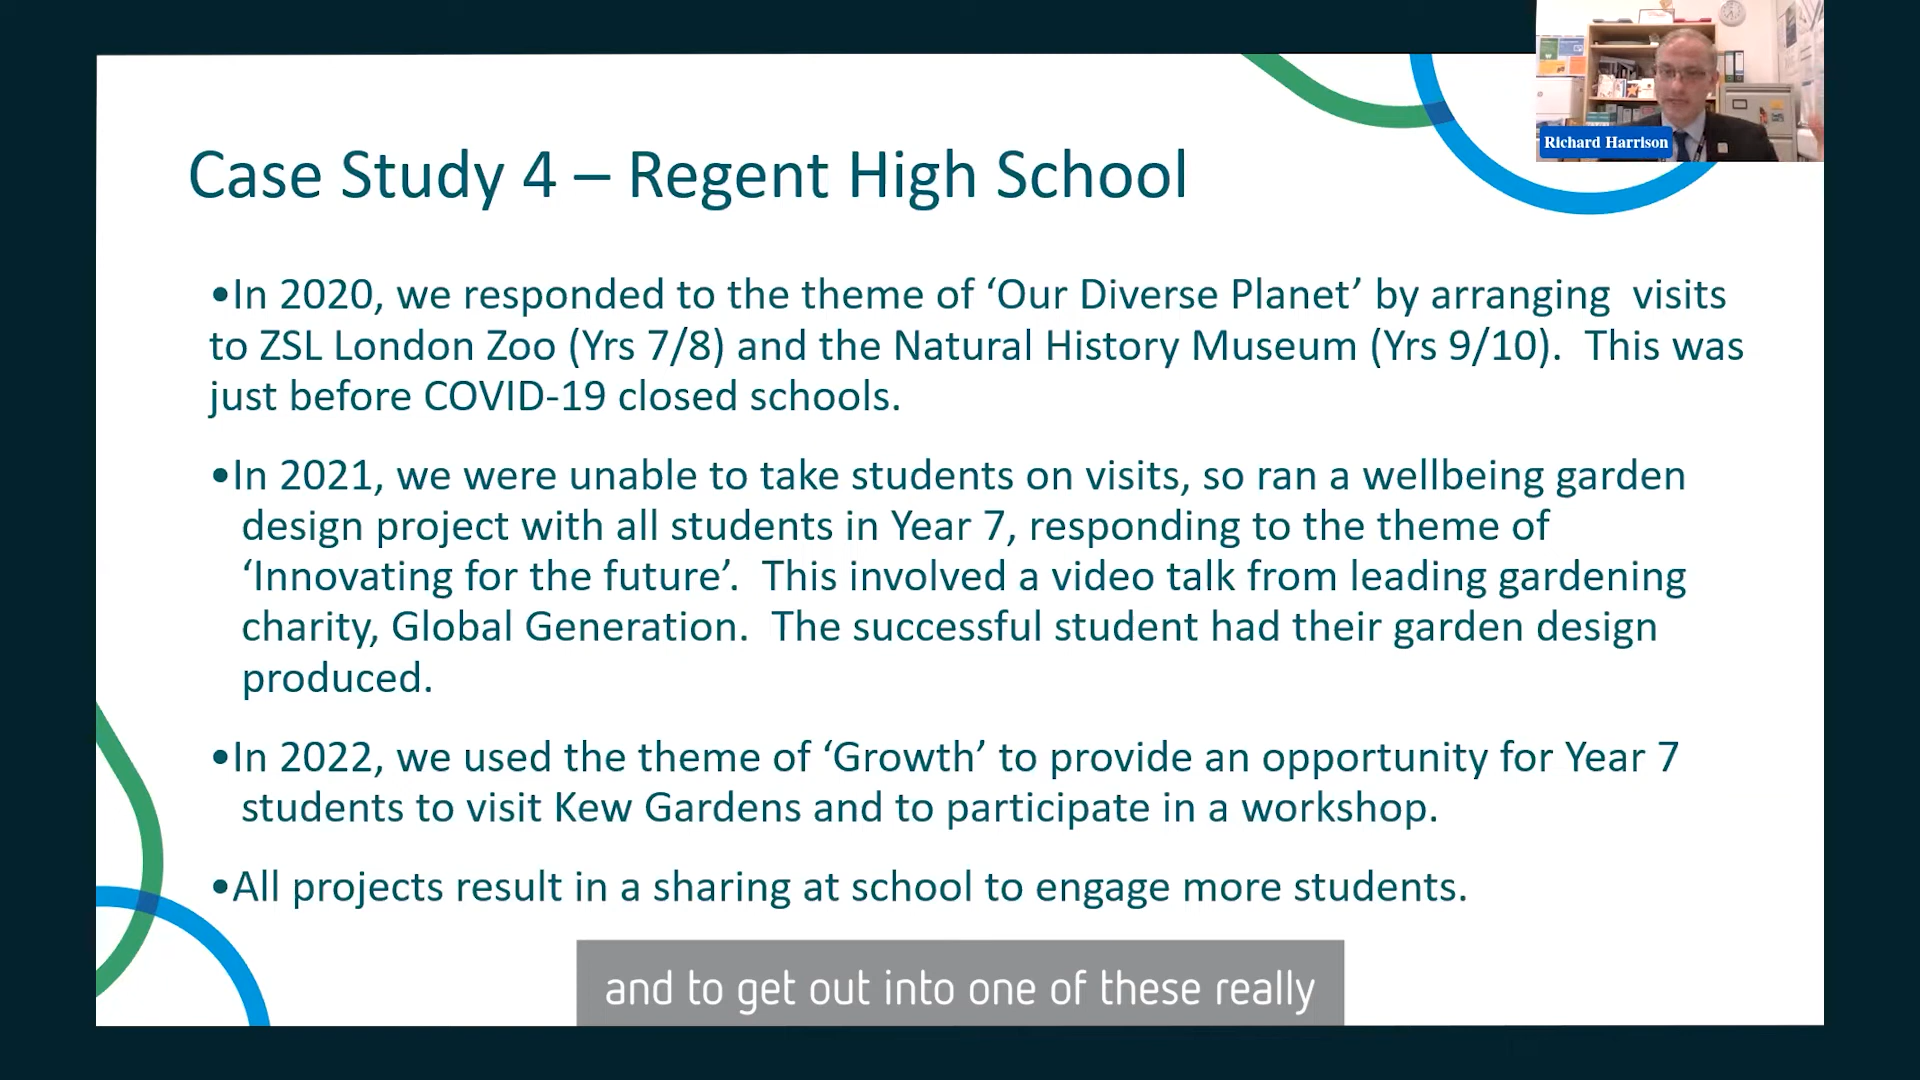 Richard Harrison
Case Study 4 – Regent High School
•In 2020, we responded to the theme of ‘Our Diverse Planet’ by arranging  visits
to ZSL London Zoo (Yrs 7/8) and the Natural History Museum (Yrs 9/10).  This was
just before COVID-19 closed schools.
•In 2021, we were unable to take students on visits, so ran a wellbeing garden
design project with all students in Year 7, responding to the theme of
‘Innovating for the future’.  This involved a video talk from leading gardening
charity, Global Generation.  The successful student had their garden design
produced.
•In 2022, we used the theme of ‘Growth’ to provide an opportunity for Year 7
students to visit Kew Gardens and to participate in a workshop.
•All projects result in a sharing at school to engage more students.
and to get out into one of these really